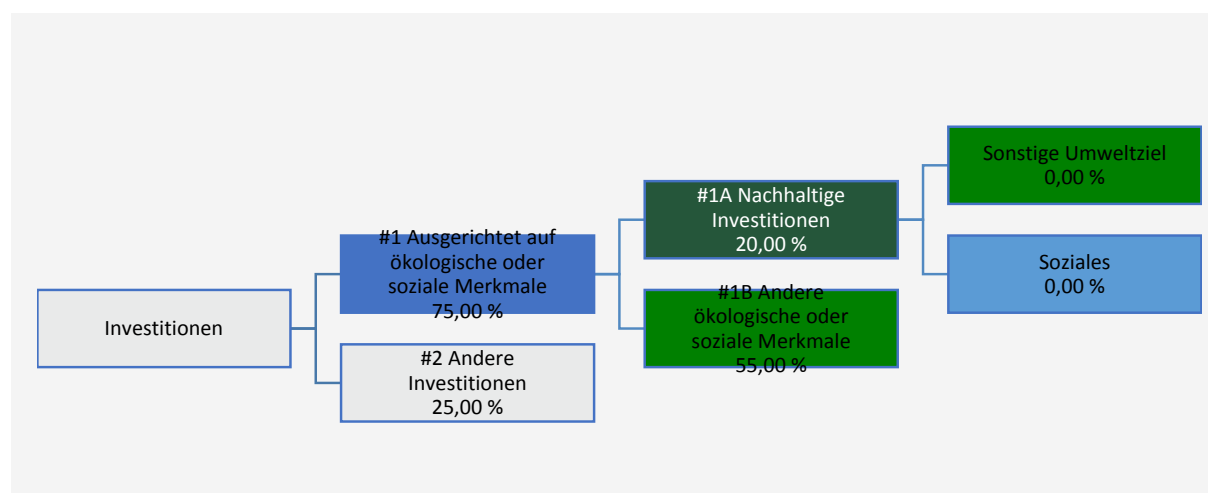 Investitionen
#1 Ausgerichtet auf
ökologische oder
soziale Merkmale
75,00 %
#2 Andere
Investitionen
25,00 %
#1A Nachhaltige
Investitionen
20,00 %
#1B Andere
ökologische oder
soziale Merkmale
55,00 %
Sonstige Umweltziel
0,00 %
Soziales
0,00 %